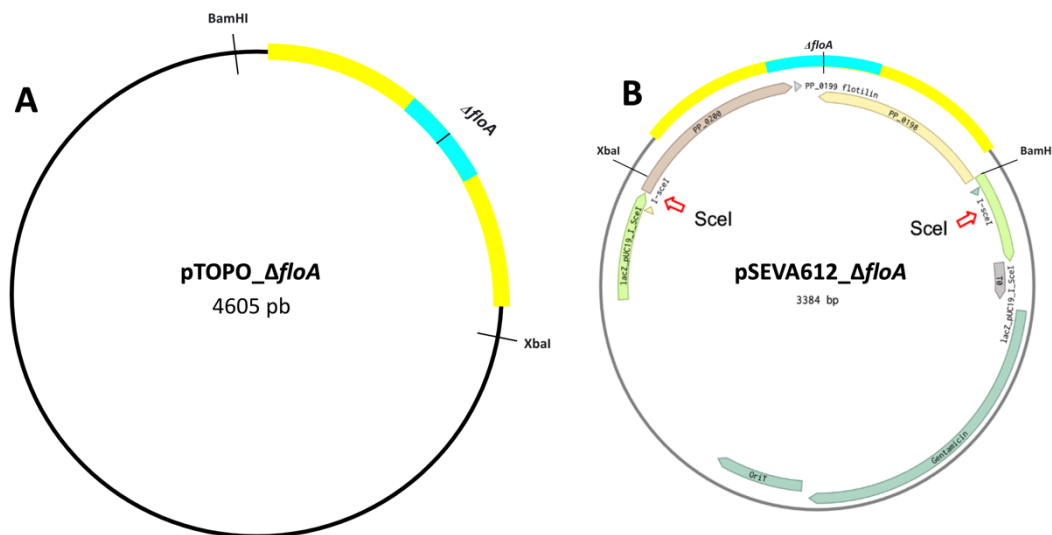 A
BamHI
ΔfloA
pTOPO_ΔfloA
4605 pb
XbaI
B
ΔfloA
PP_0199 flotilin
PP_0200
PP_0198
XbaI
BamH
I-sceI
I-sceI
SceI
SceI
lacZ_pUC19_I_SceI
pSEVA612_ΔfloA
3384 bp
T0
lacZ_pUC19_I_SceI
Gentamicin
OriT